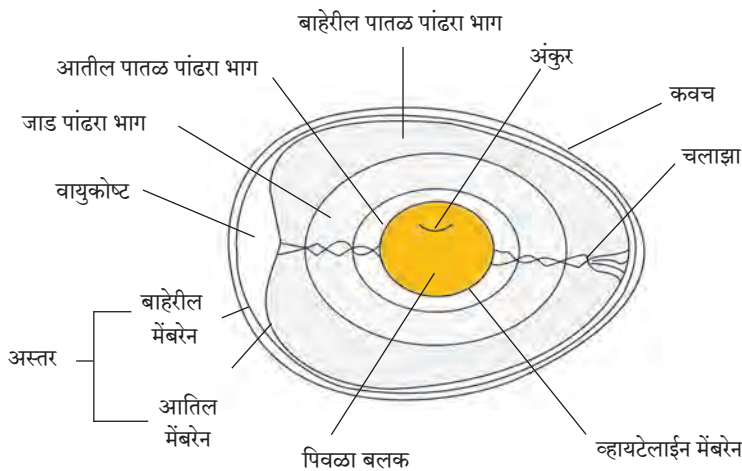 बाहेरील पातळ पांढरा भाग
आतील पातळ पांढरा भाग
अंकुर
कवच
जाड पांढरा भाग
चलाझा
वायुकोष्ट
बाहेरील
मेंबरेन
अस्तर
आतिल
मेंबरेन
पिवळा बलक
व्हायटेलाईन मेंबरेन